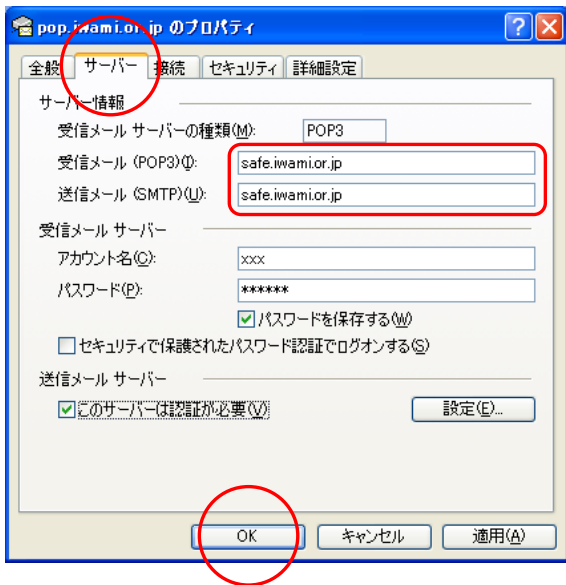 pop.iwami.or.jp のプロパティ
全般 サーバー 接続 セキュリティ 詳細設定
サーバー情報
受信メール サーバーの種類(M): POP3
受信メール (POP3)(I): safe.iwami.or.jp
送信メール (SMTP)(U): safe.iwami.or.jp
受信メール サーバー
アカウント名(C): xxx
パスワード(P): ******
パスワードを保存する(W)
セキュリティで保護されたパスワード認証でログオンする(S)
送信メール サーバー
このサーバーは認証が必要(V) 設定(E)...
OK キャンセル 適用(A)